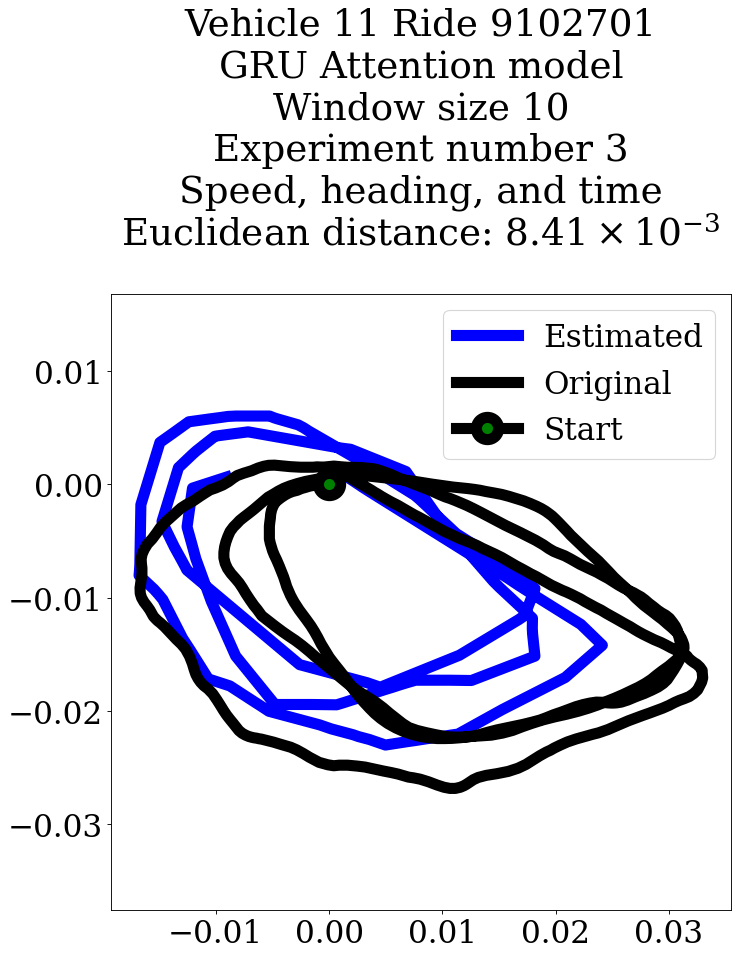 Vehicle 11 Ride 9102701
GRU Attention model
Window size 10
Experiment number 3
Speed, heading, and time
Euclidean distance: 8.41 × 10⁻³
Estimated
Original
Start
0.01
0.00
−0.01
−0.02
−0.03
−0.01 0.00 0.01 0.02 0.03